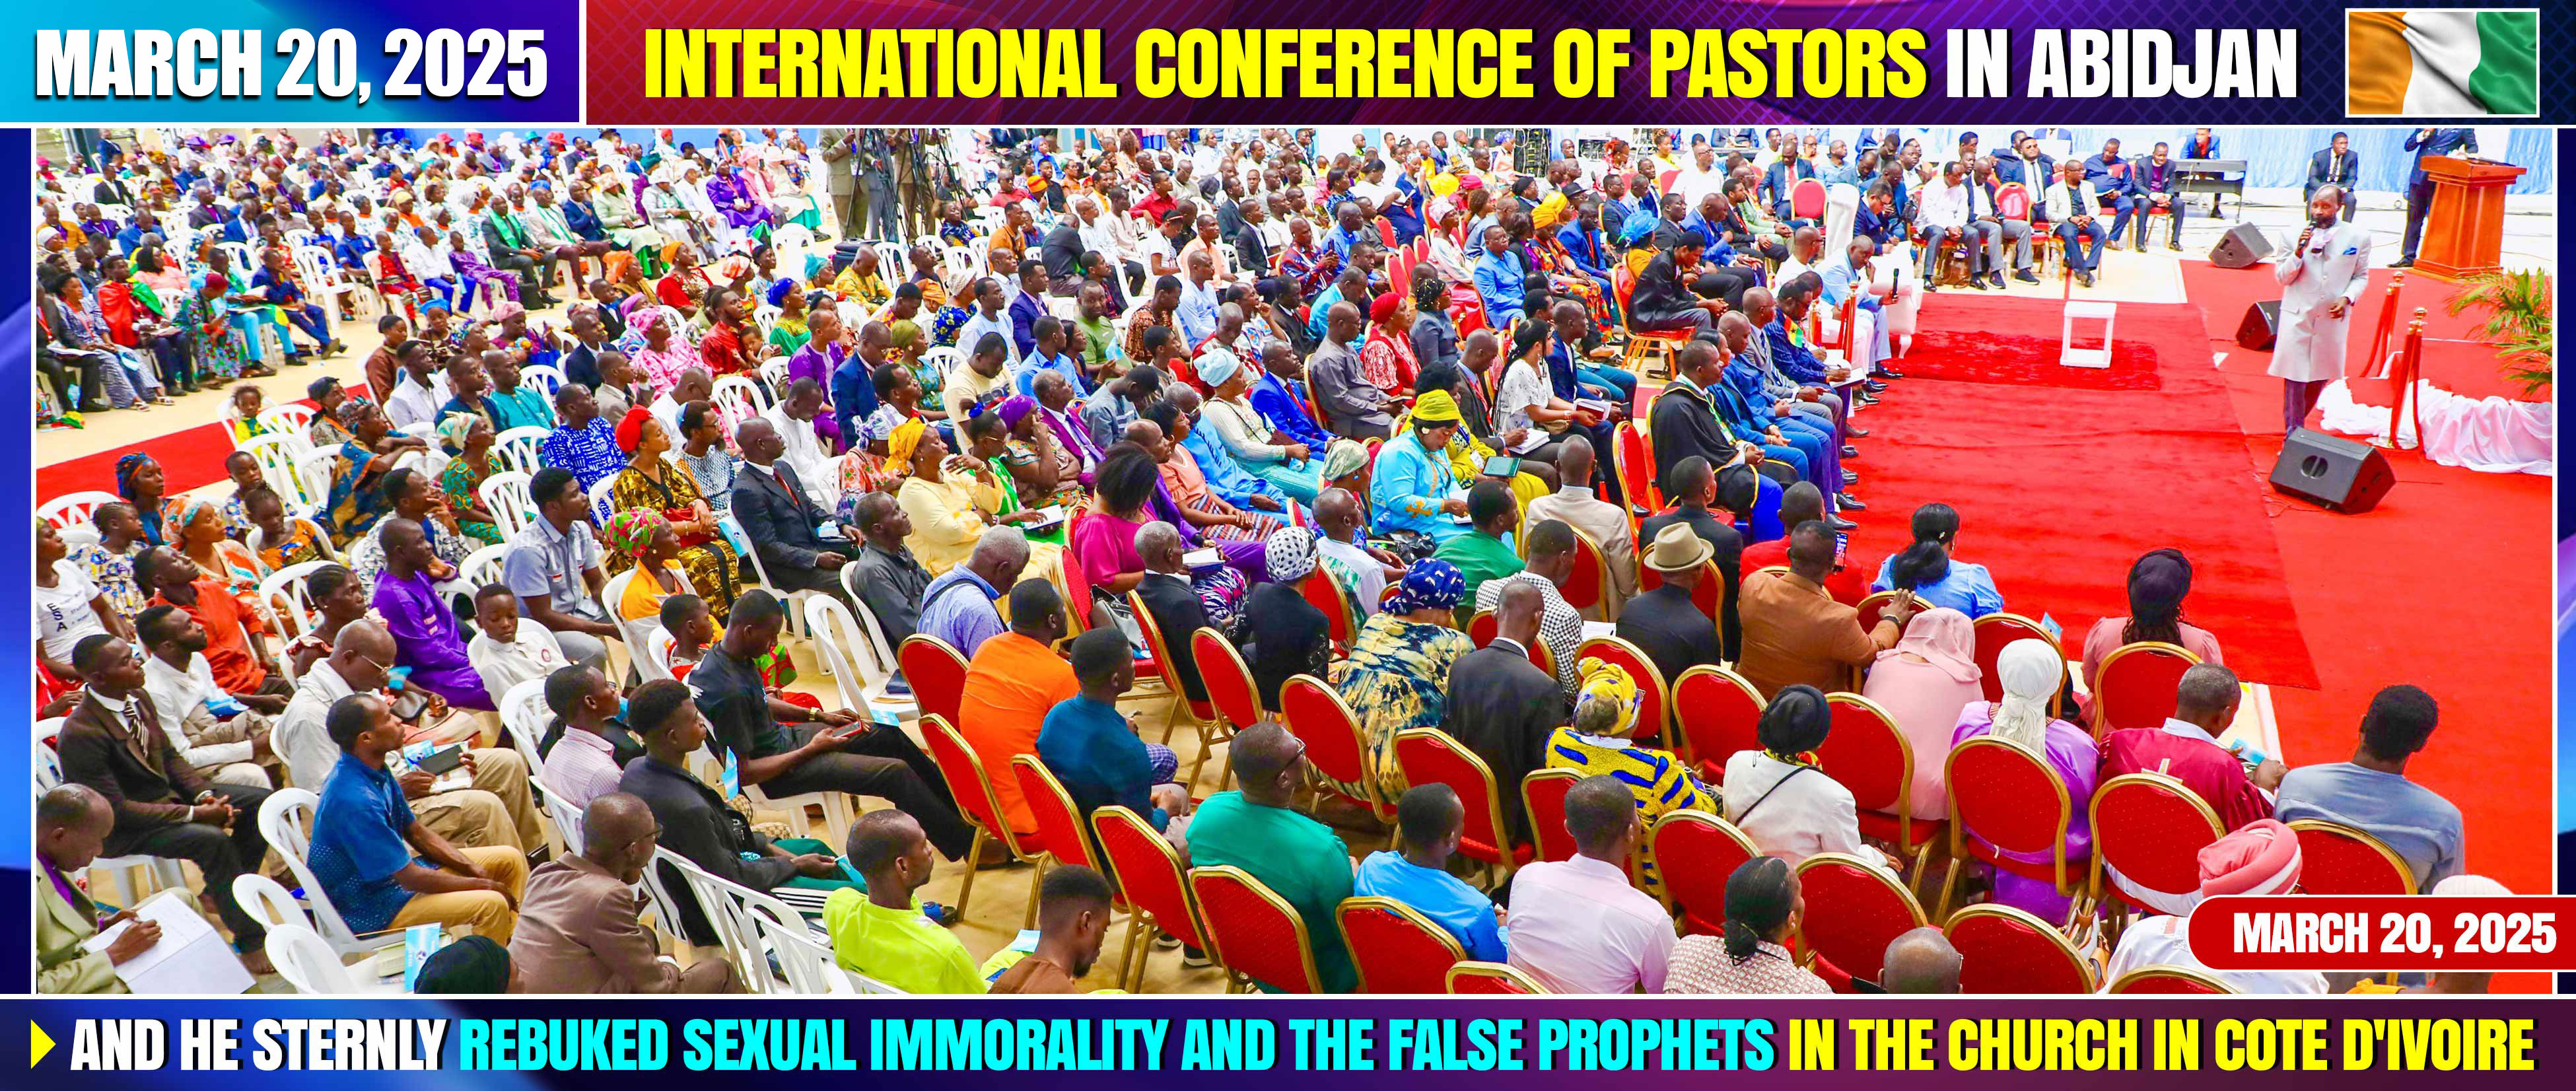 MARCH 20, 2025
INTERNATIONAL CONFERENCE OF PASTORS IN ABIDJAN
MARCH 20, 2025
AND HE STERNLY REBUKED SEXUAL IMMORALITY AND THE FALSE PROPHETS IN THE CHURCH IN COTE D'IVOIRE